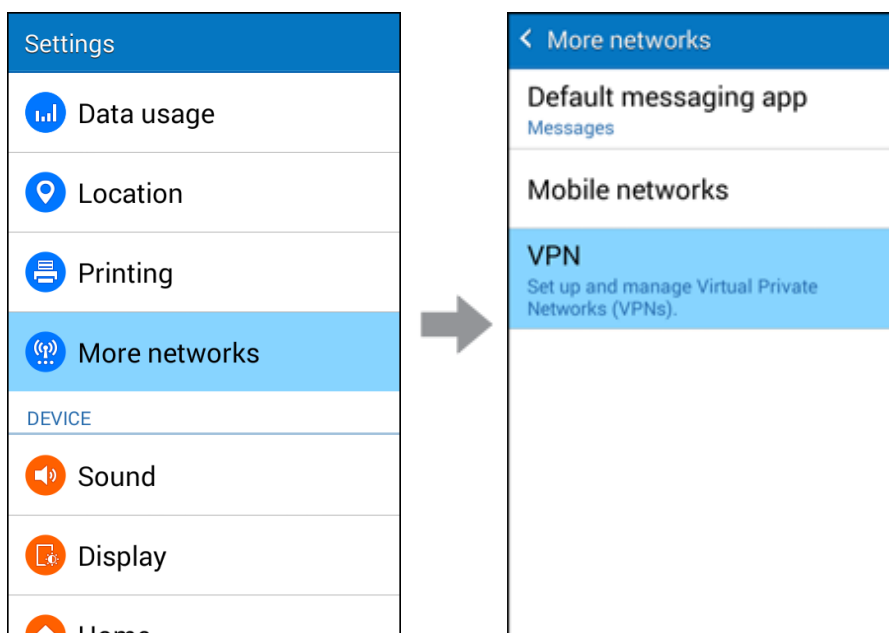 Settings
Data usage
Location
Printing
More networks
DEVICE
Sound
Display
Home
More networks
Default messaging app
Messages
Mobile networks
VPN
Set up and manage Virtual Private
Networks (VPNs).